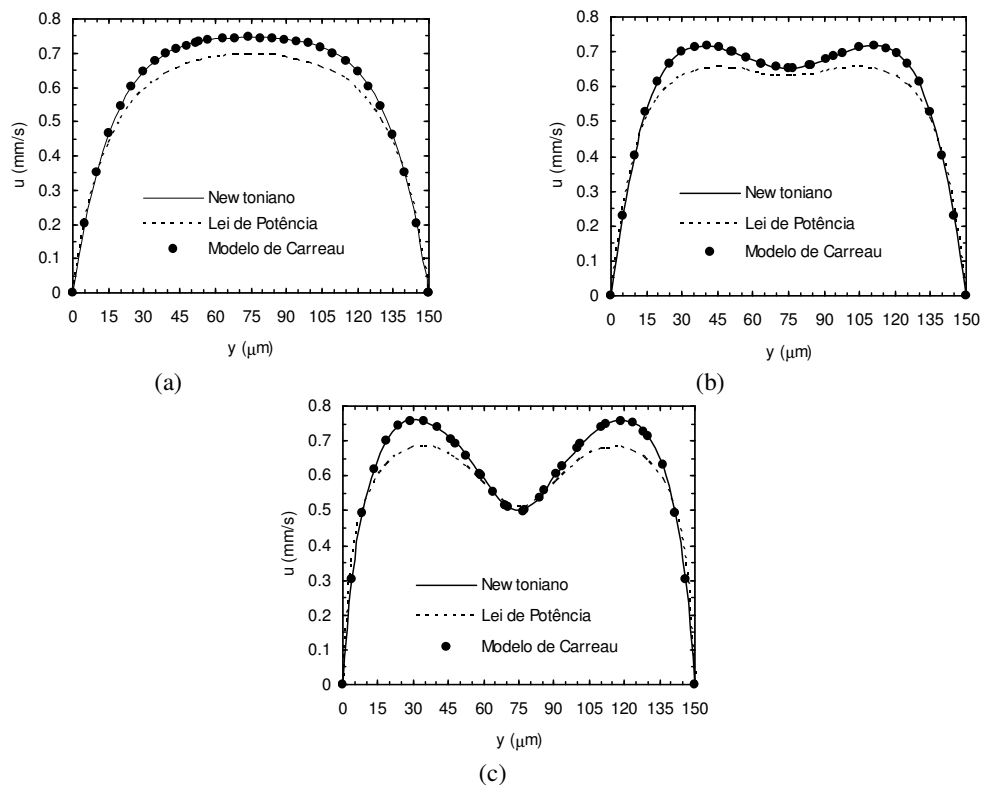 0.8
0.7
0.6
0.5
0.4
0.3
0.2
0.1
0
u (mm/s)
New toniano
Lei de Potência
Modelo de Carreau
0 15 30 45 60 75 90 105 120 135 150
y (μm)
(a)
0.8
0.7
0.6
0.5
0.4
0.3
0.2
0.1
0
u (mm/s)
New toniano
Lei de Potência
Modelo de Carreau
0 15 30 45 60 75 90 105 120 135 150
y (μm)
(b)
0.8
0.7
0.6
0.5
0.4
0.3
0.2
0.1
0
u (mm/s)
New toniano
Lei de Potência
Modelo de Carreau
0 15 30 45 60 75 90 105 120 135 150
y (μm)
(c)